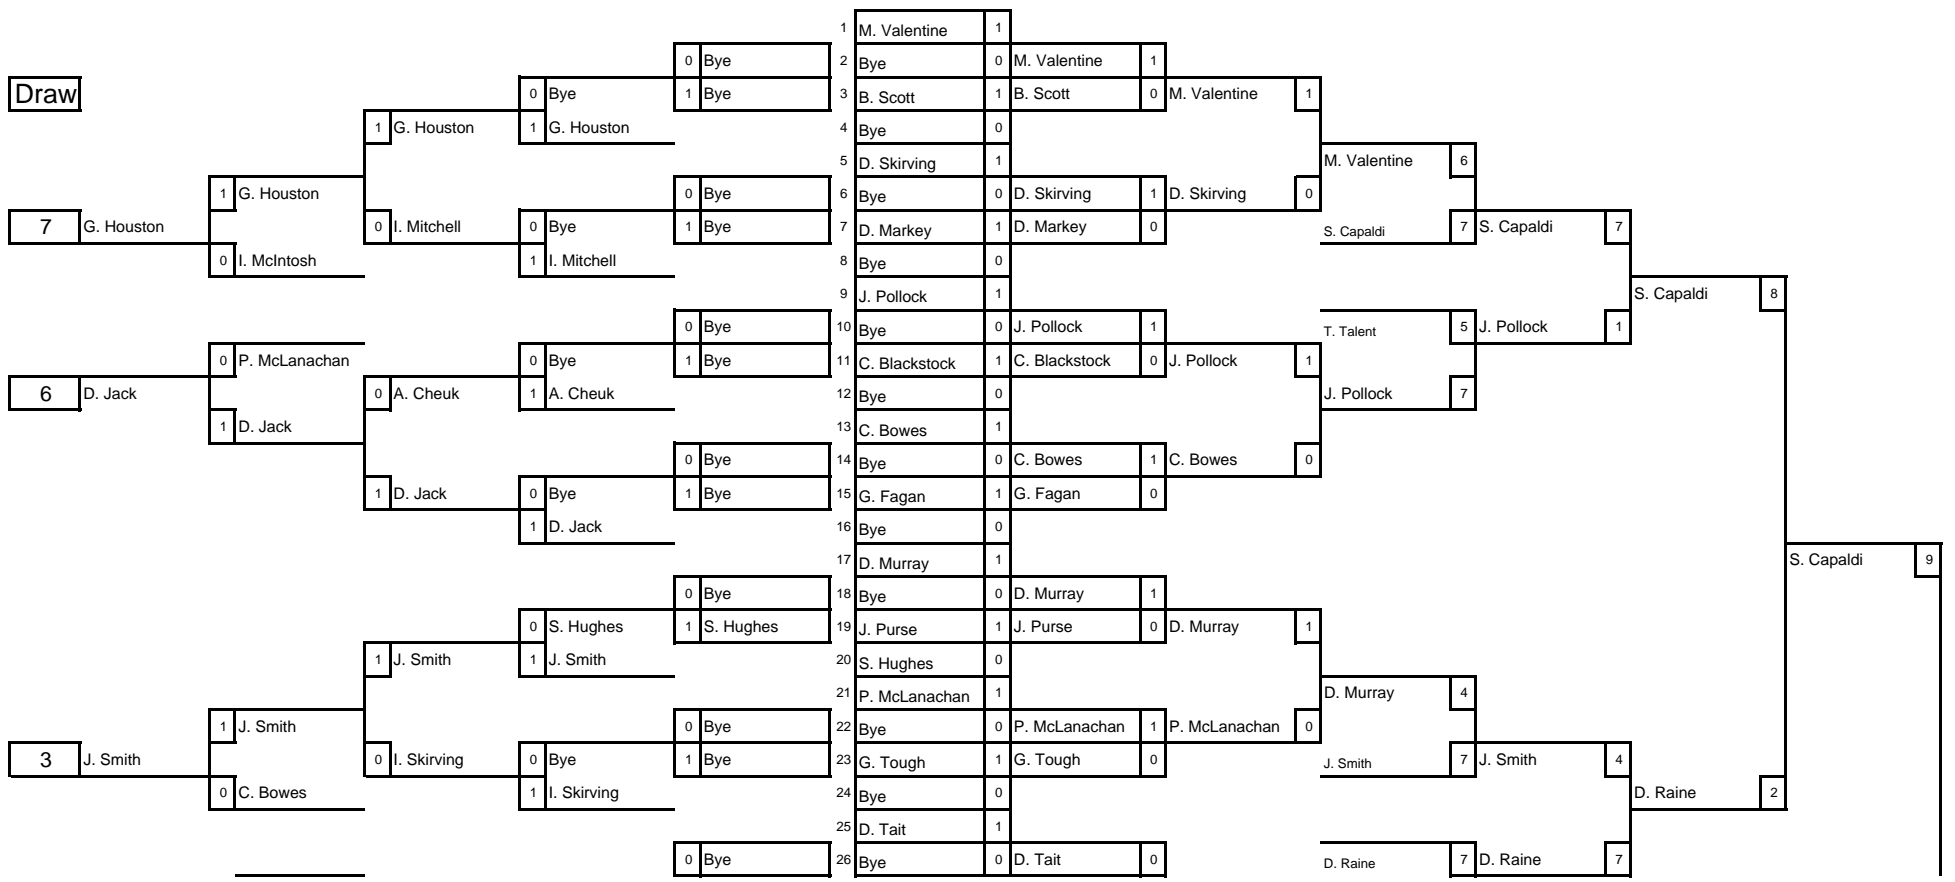 1 M. Valentine 1
0 Bye 2 Bye 0 M. Valentine 1
Draw 0 Bye 1 Bye 3 B. Scott 1 B. Scott 0 M. Valentine 1
1 G. Houston 1 G. Houston 4 Bye 0
5 D. Skirving 1 M. Valentine 6
1 G. Houston 0 Bye 6 Bye 0 D. Skirving 1 D. Skirving 0
7 G. Houston 0 I. Mitchell 0 Bye 1 Bye 7 D. Markey 1 D. Markey 0 S. Capaldi 7 S. Capaldi 7
0 I. McIntosh 1 I. Mitchell 8 Bye 0
9 J. Pollock 1 S. Capaldi 8
0 Bye 10 Bye 0 J. Pollock 1 T. Talent 5 J. Pollock 1
0 P. McLanachan 0 Bye 1 Bye 11 C. Blackstock 1 C. Blackstock 0 J. Pollock 1
6 D. Jack 0 A. Cheuk 1 A. Cheuk 12 Bye 0 J. Pollock 7
1 D. Jack 13 C. Bowes 1
0 Bye 14 Bye 0 C. Bowes 1 C. Bowes 0
1 D. Jack 0 Bye 1 Bye 15 G. Fagan 1 G. Fagan 0
1 D. Jack 16 Bye 0
17 D. Murray 1 S. Capaldi 9
0 Bye 18 Bye 0 D. Murray 1
0 S. Hughes 1 S. Hughes 19 J. Purse 1 J. Purse 0 D. Murray 1
1 J. Smith 1 J. Smith 20 S. Hughes 0
21 P. McLanachan 1 D. Murray 4
1 J. Smith 0 Bye 22 Bye 0 P. McLanachan 1 P. McLanachan 0
3 J. Smith 0 I. Skirving 0 Bye 1 Bye 23 G. Tough 1 G. Tough 0 J. Smith 7 J. Smith 4
0 C. Bowes 1 I. Skirving 24 Bye 0 D. Raine 2
25 D. Tait 1
0 Bye 26 Bye 0 D. Tait 0 D. Raine 7 D. Raine 7